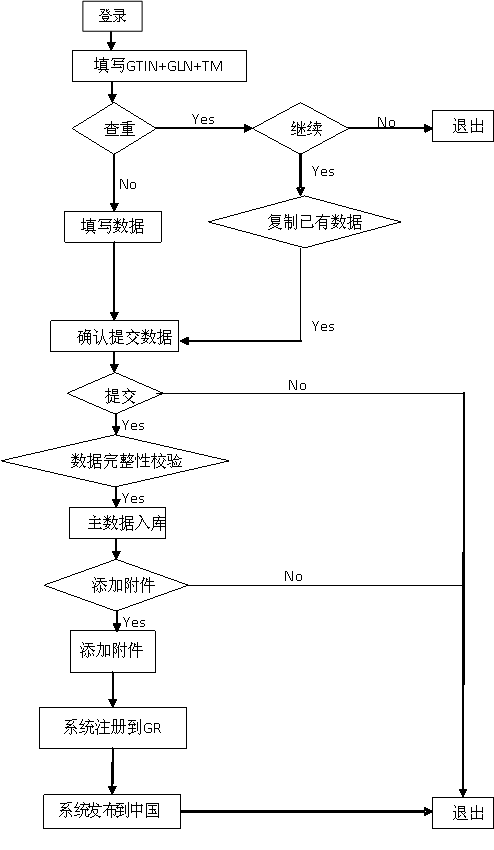 登录
填写GTIN+GLN+TM
查重
Yes
继续
No
退出
No
Yes
填写数据
复制已有数据
Yes
确认提交数据
提交
No
Yes
数据完整性校验
Yes
主数据入库
添加附件
No
Yes
添加附件
系统注册到GR
系统发布到中国
退出